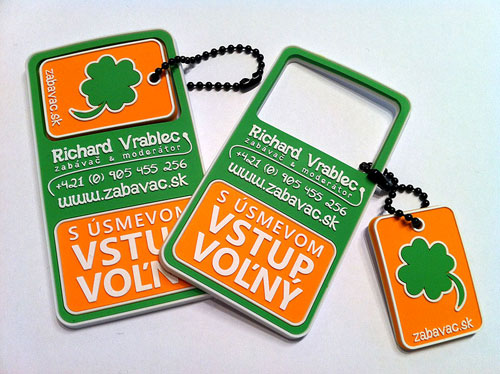 zabavac.sk
Richard Vrablec
zabávač & moderátor
+421 (0) 905 455 256
www.zabavac.sk
S ÚSMEVOM
VSTUP
VOĽN
Richard Vrablec
zabávač & moderátor
+421 (0) 905 455 256
www.zabavac.sk
S ÚSMEVOM
VSTUP
VOĽNÝ
zabavac.sk